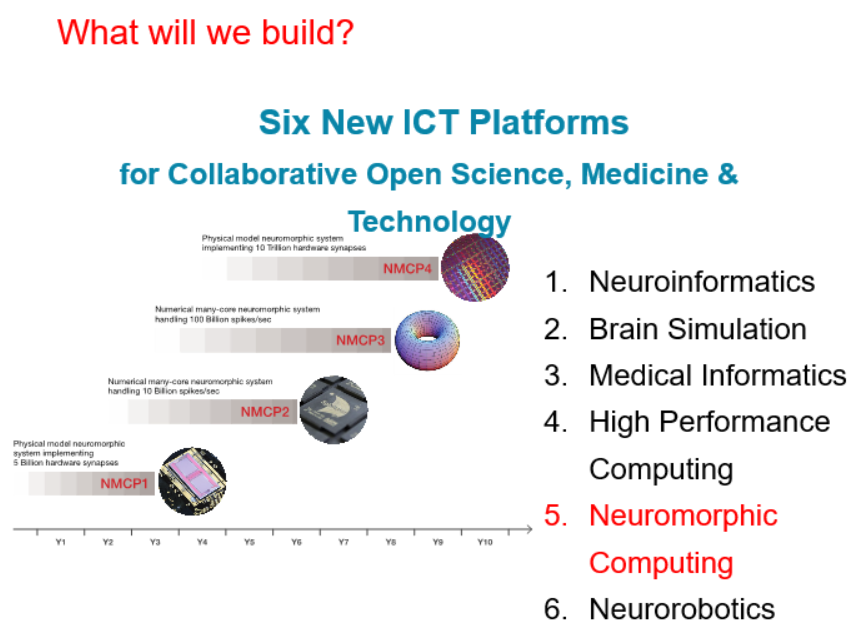 What will we build?
Six New ICT Platforms
for Collaborative Open Science, Medicine &
Technology
Physical model neuromorphic system
implementing 10 Trillion hardware synapses
NMCP4
Numerical many-core neuromorphic system
handling 100 Billion spikes/sec
NMCP3
Numerical many-core neuromorphic system
handling 10 Billion spikes/sec
NMCP2
Physical model neuromorphic
system implementing
5 Billion hardware synapses
NMCP1
Y1 Y2 Y3 Y4 Y5 Y6 Y7 Y8 Y9 Y10
1. Neuroinformatics
2. Brain Simulation
3. Medical Informatics
4. High Performance
Computing
5. Neuromorphic
Computing
6. Neurorobotics